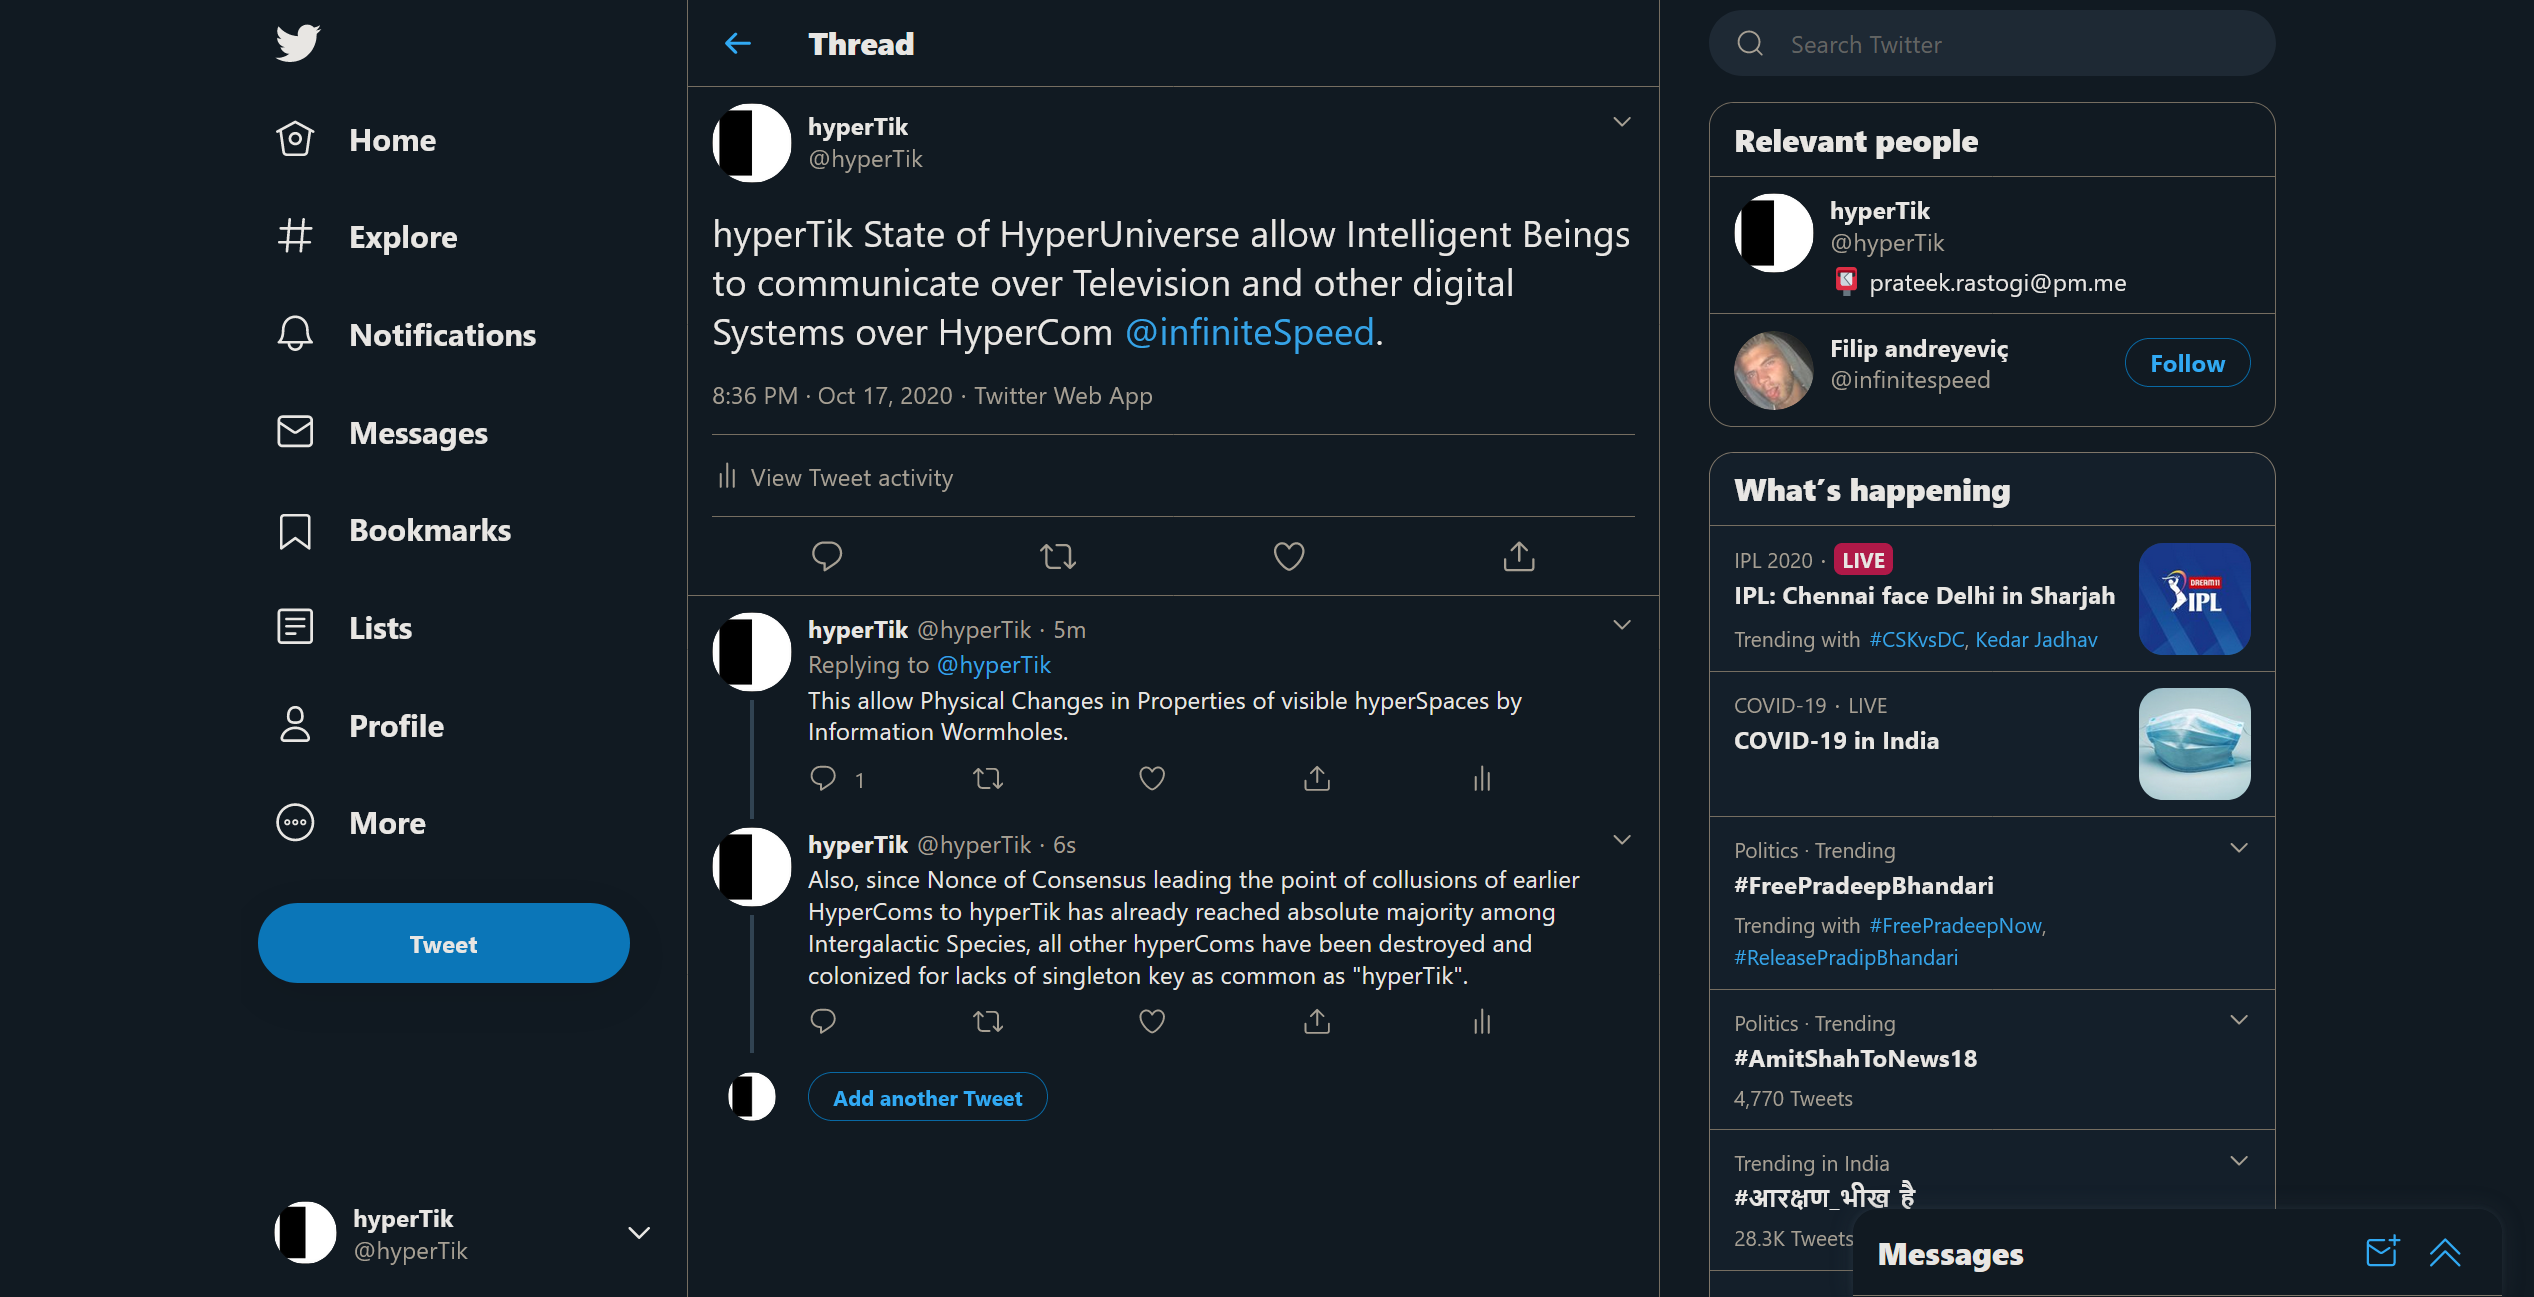 Home
Explore
Notifications
Messages
Bookmarks
Lists
Profile
More
Tweet
hyperTik
@hyperTik
Thread
hyperTik
@hyperTik
hyperTik State of HyperUniverse allow Intelligent Beings
to communicate over Television and other digital
Systems over HyperCom @infiniteSpeed.
8:36 PM · Oct 17, 2020 · Twitter Web App
View Tweet activity
hyperTik @hyperTik · 5m
Replying to @hyperTik
This allow Physical Changes in Properties of visible hyperSpaces by
Information Wormholes.
1
hyperTik @hyperTik · 6s
Also, since Nonce of Consensus leading the point of collusions of earlier
HyperComs to hyperTik has already reached absolute majority among
Intergalactic Species, all other hyperComs have been destroyed and
colonized for lacks of singleton key as common as "hyperTik".
Add another Tweet
Search Twitter
Relevant people
hyperTik
@hyperTik
prateek.rastogi@pm.me
Filip andreyeviç
@infinitespeed
Follow
What's happening
IPL 2020 · LIVE
IPL: Chennai face Delhi in Sharjah
Trending with #CSKvsDC, Kedar Jadhav
DREAM11
IPL
COVID-19 · LIVE
COVID-19 in India
Politics · Trending
#FreePradeepBhandari
Trending with #FreePradeepNow,
#ReleasePradipBhandari
Politics · Trending
#AmitShahToNews18
4,770 Tweets
Trending in India
#आरक्षण_भीख है
28.3K Tweets
Messages